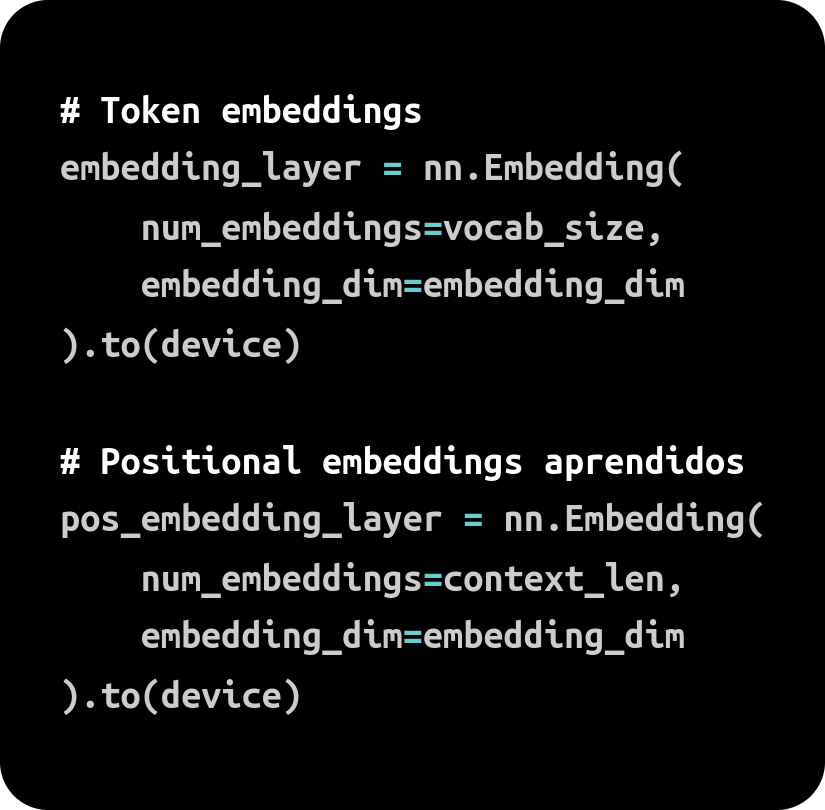 # Token embeddings
embedding_layer = nn.Embedding(
    num_embeddings=vocab_size,
    embedding_dim=embedding_dim
).to(device)

# Positional embeddings aprendidos
pos_embedding_layer = nn.Embedding(
    num_embeddings=context_len,
    embedding_dim=embedding_dim
).to(device)